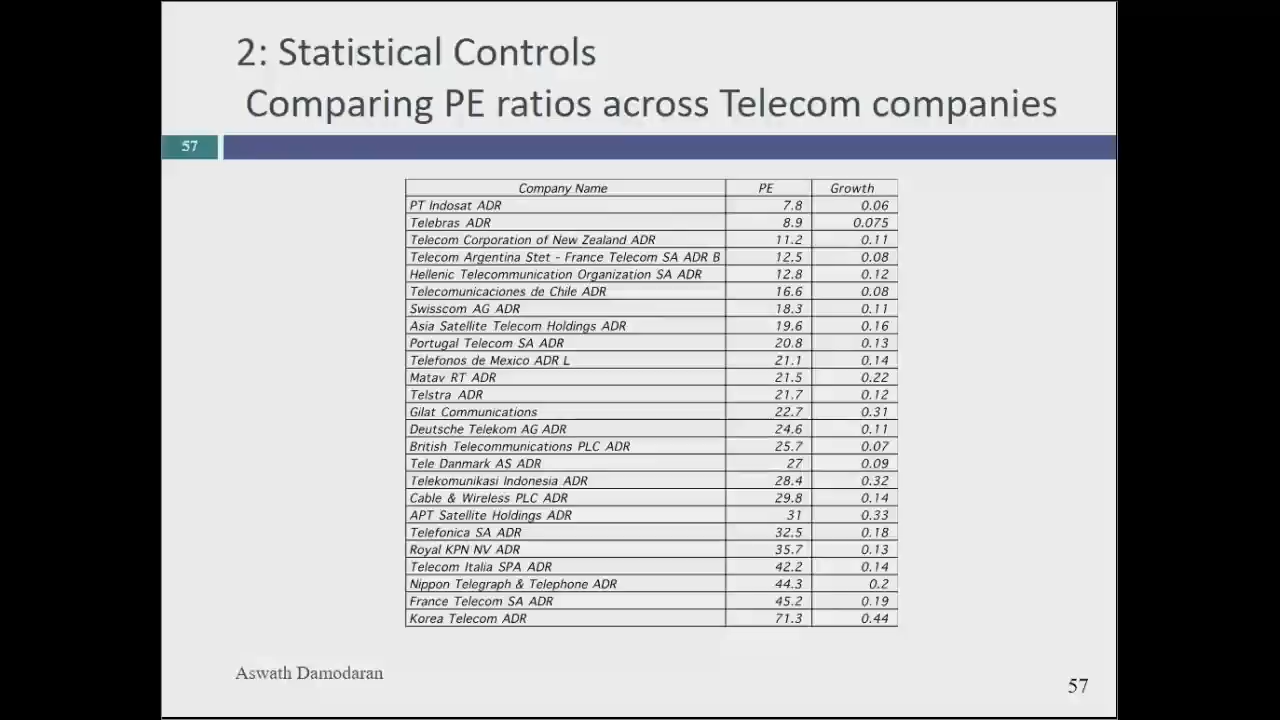 2: Statistical Controls
Comparing PE ratios across Telecom companies
57
Company Name PE Growth
PT Indosat ADR 7.8 0.06
Telebras ADR 8.9 0.075
Telecom Corporation of New Zealand ADR 11.2 0.11
Telecom Argentina Stet - France Telecom SA ADR B 12.5 0.08
Hellenic Telecommunication Organization SA ADR 12.8 0.12
Telecomunicaciones de Chile ADR 16.6 0.08
Swisscom AG ADR 18.3 0.11
Asia Satellite Telecom Holdings ADR 19.6 0.16
Portugal Telecom SA ADR 20.8 0.13
Telefonos de Mexico ADR L 21.1 0.14
Matav RT ADR 21.5 0.22
Telstra ADR 21.7 0.12
Gilat Communications 22.7 0.31
Deutsche Telekom AG ADR 24.6 0.11
British Telecommunications PLC ADR 25.7 0.07
Tele Danmark AS ADR 27 0.09
Telekomunikasi Indonesia ADR 28.4 0.32
Cable & Wireless PLC ADR 29.8 0.14
APT Satellite Holdings ADR 31 0.33
Telefonica SA ADR 32.5 0.18
Royal KPN NV ADR 35.7 0.13
Telecom Italia SPA ADR 42.2 0.14
Nippon Telegraph & Telephone ADR 44.3 0.2
France Telecom SA ADR 45.2 0.19
Korea Telecom ADR 71.3 0.44
Aswath Damodaran
57